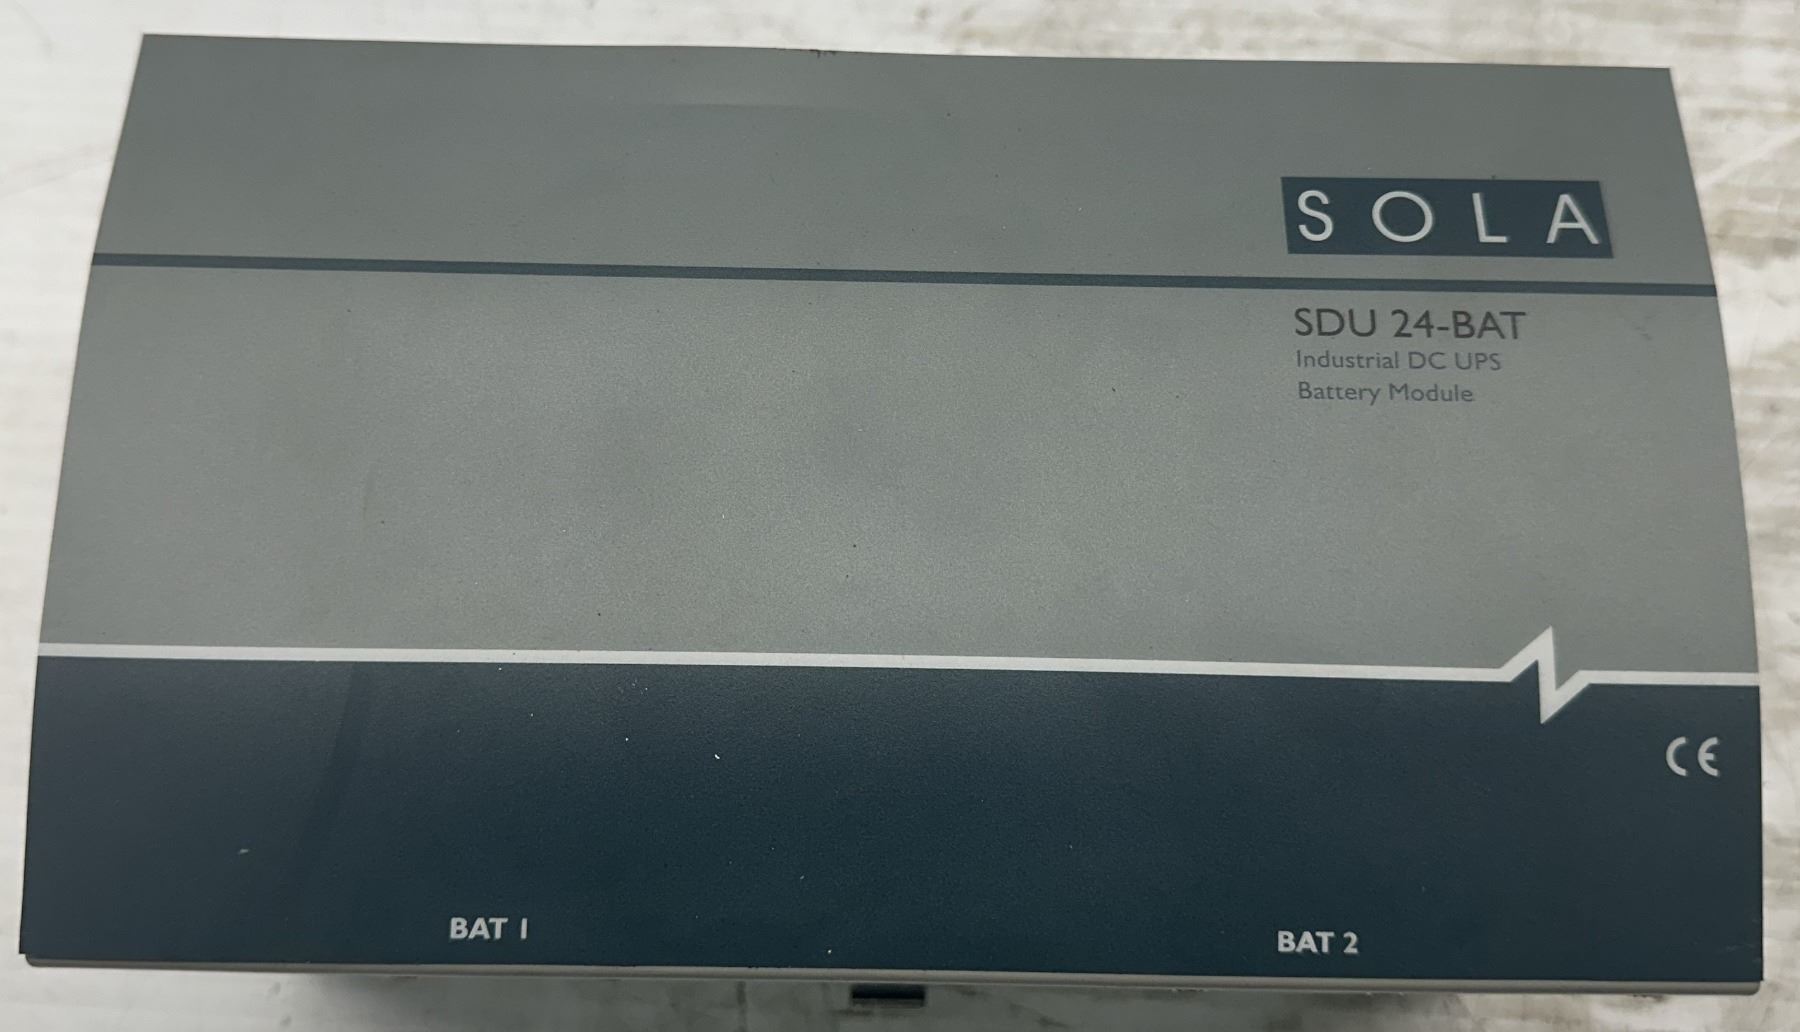 SOLA
SDU 24-BAT
Industrial DC UPS
Battery Module
CE
BAT 1
BAT 2